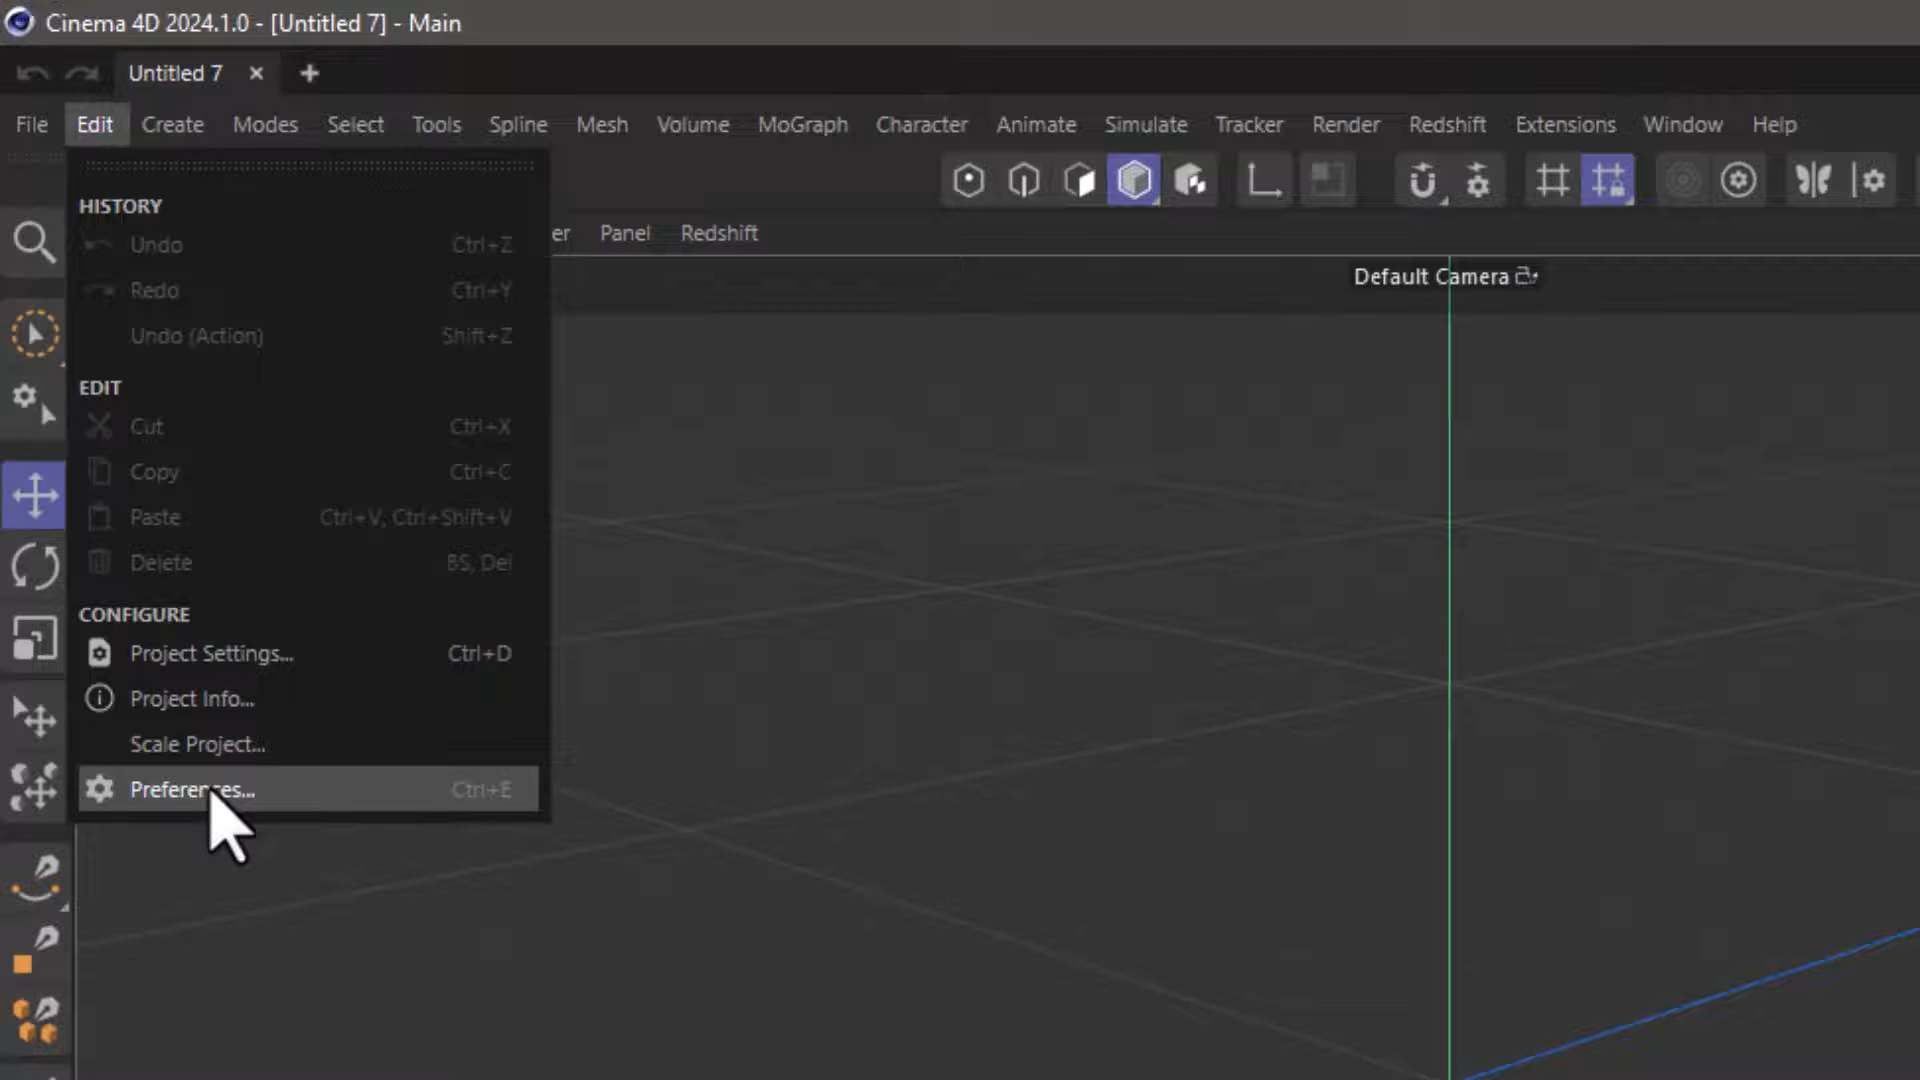 Cinema 4D 2024.1.0 - [Untitled 7] - Main
Untitled 7
File Edit Create Modes Select Tools Spline Mesh Volume MoGraph Character Animate Simulate Tracker Render Redshift Extensions Window Help
er Panel Redshift
Default Camera
HISTORY
Undo Ctrl+Z
Redo Ctrl+Y
Undo (Action) Shift+Z
EDIT
Cut Ctrl+X
Copy Ctrl+C
Paste Ctrl+V, Ctrl+Shift+V
Delete BS, Del
CONFIGURE
Project Settings... Ctrl+D
Project Info...
Scale Project...
Preferences... Ctrl+E